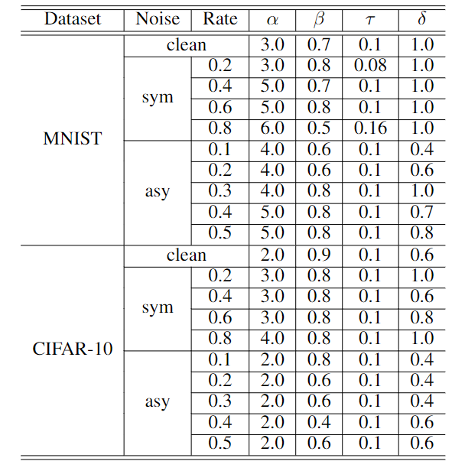 Dataset Noise Rate α β τ δ
MNIST clean 3.0 0.7 0.1 1.0
sym 0.2 3.0 0.8 0.08 1.0
0.4 5.0 0.7 0.1 1.0
0.6 5.0 0.8 0.1 1.0
0.8 6.0 0.5 0.16 1.0
asy 0.1 4.0 0.6 0.1 0.4
0.2 4.0 0.6 0.1 0.6
0.3 4.0 0.8 0.1 1.0
0.4 5.0 0.8 0.1 0.7
0.5 5.0 0.8 0.1 0.8
CIFAR-10 clean 2.0 0.9 0.1 0.6
sym 0.2 3.0 0.8 0.1 1.0
0.4 3.0 0.8 0.1 0.6
0.6 3.0 0.8 0.1 0.8
0.8 4.0 0.8 0.1 1.0
asy 0.1 2.0 0.8 0.1 0.4
0.2 2.0 0.6 0.1 0.4
0.3 2.0 0.6 0.1 0.4
0.4 2.0 0.4 0.1 0.6
0.5 2.0 0.6 0.1 0.6